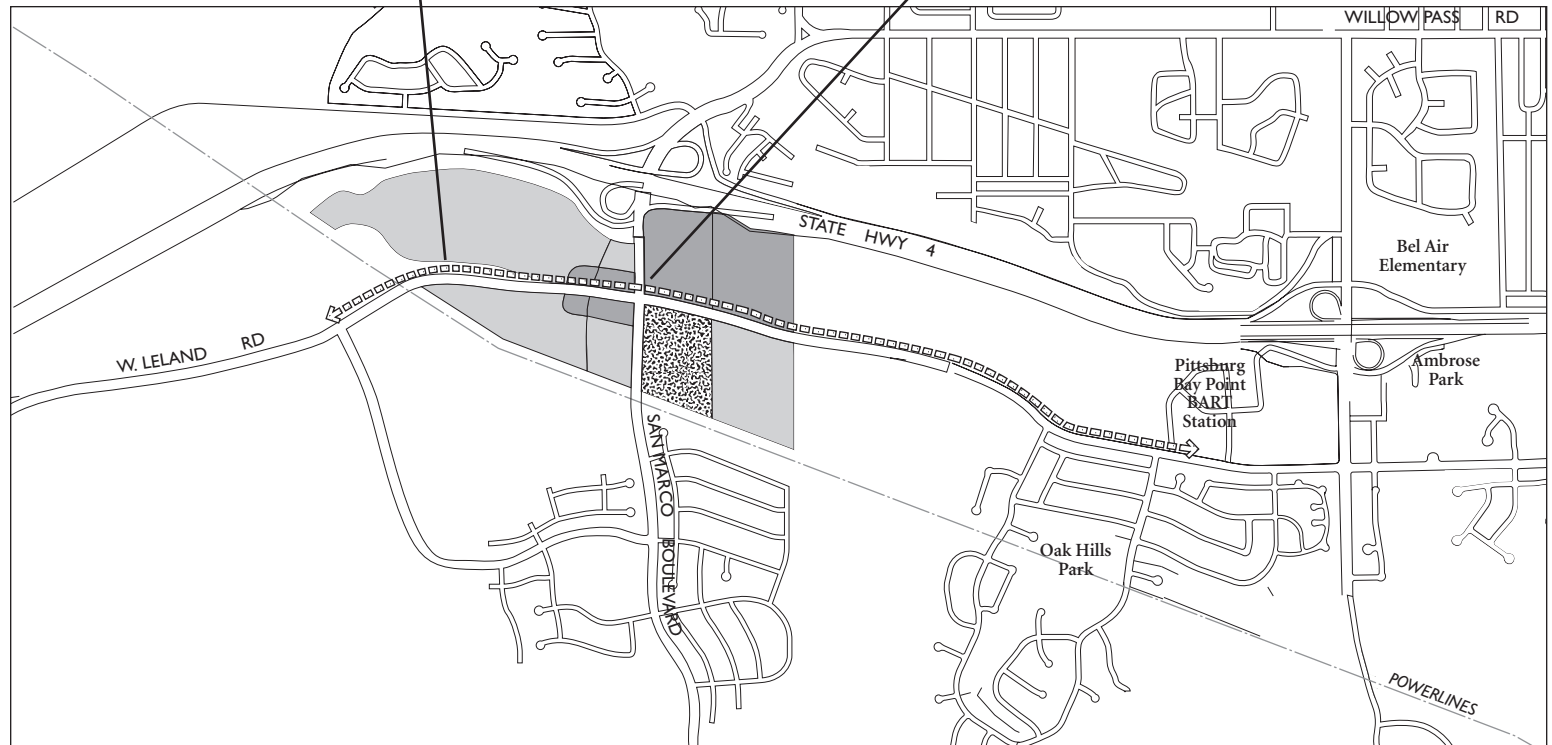 WILLOW PASS RD
STATE HWY 4
Bel Air
Elementary
W. LELAND RD
Pittsburg
Bay Point
BART
Station
Ambrose
Park
SAN MARCO BOULEVARD
Oak Hills
Park
POWERLINES